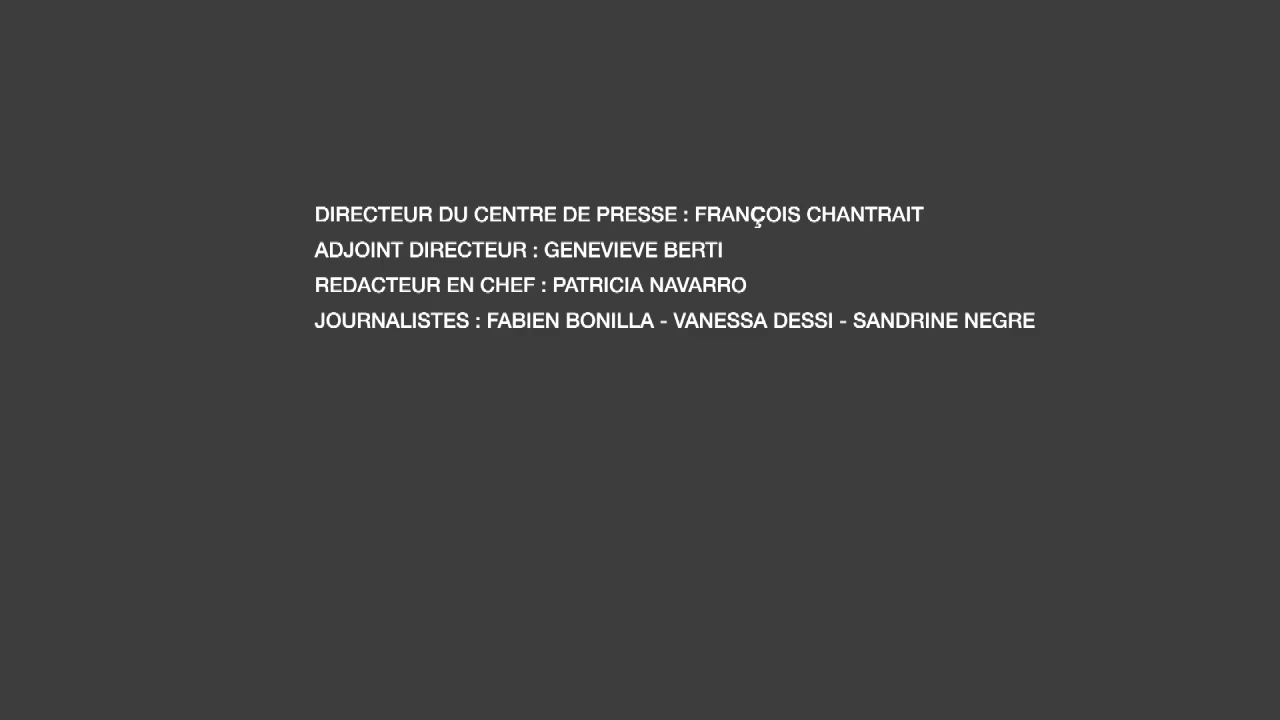 DIRECTEUR DU CENTRE DE PRESSE : FRANÇOIS CHANTRAIT
ADJOINT DIRECTEUR : GENEVIEVE BERTI
REDACTEUR EN CHEF : PATRICIA NAVARRO
JOURNALISTES : FABIEN BONILLA - VANESSA DESSI - SANDRINE NEGRE